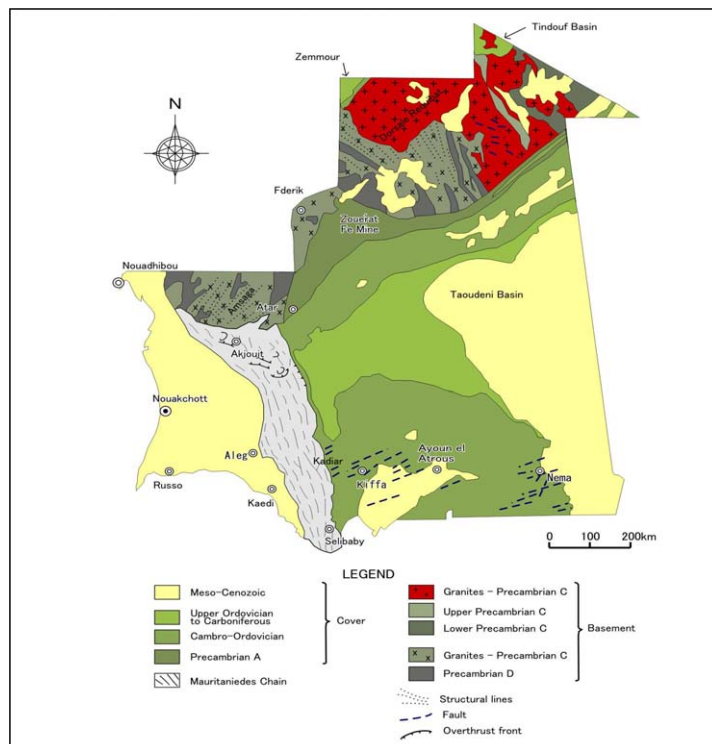 Tindouf Basin
Zemmour
N
Dorsale Reguibat
Fderik
Zouerat
Fe Mine
Nouadhibou
Taoudeni Basin
Amsaga
Atar
Akjouit
Nouakchott
Ayoun el
Atrous
Kadiar
Aleg
Kiffa
Nema
Russo
Kaedi
Selibaby
0 100 200km
LEGEND
Meso-Cenozoic
Upper Ordovician
to Carboniferous
Cambro-Ordovician
Precambrian A
Cover
Mauritaniedes Chain
Granites - Precambrian C
Upper Precambrian C
Lower Precambrian C
Granites - Precambrian C
Precambrian D
Basement
Structural lines
Fault
Overthrust front